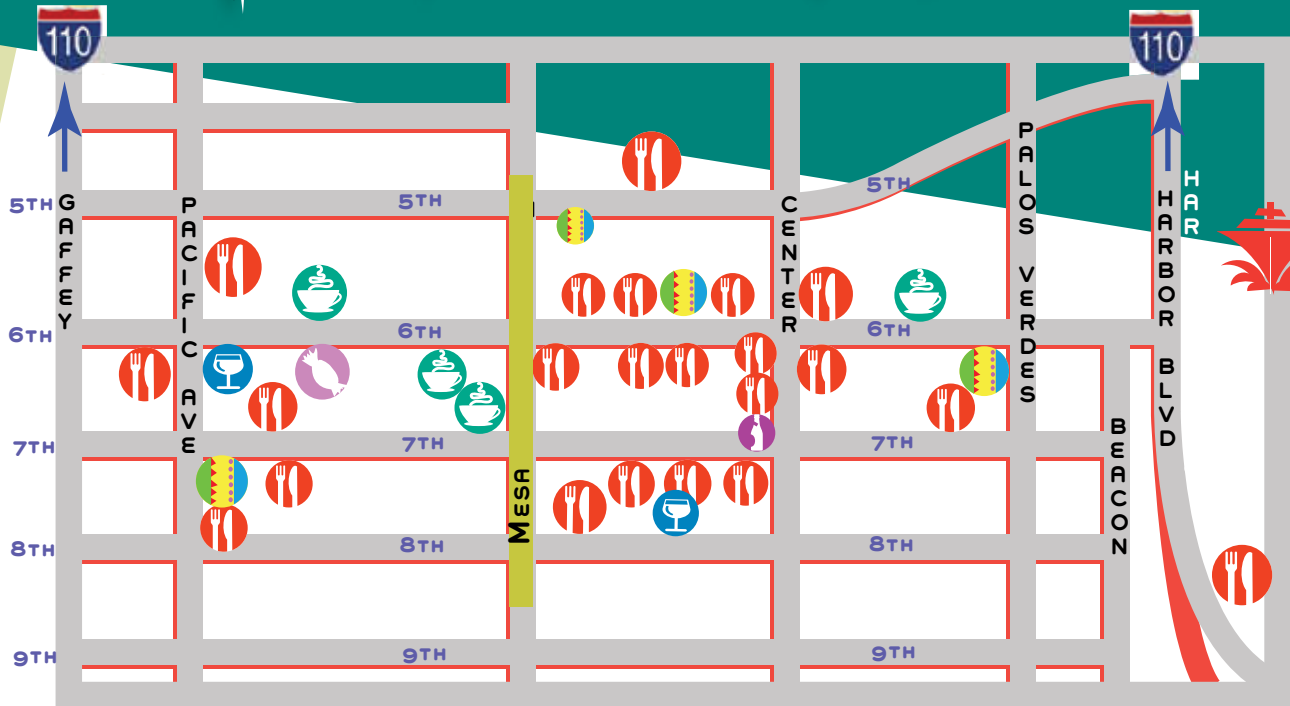 110
110
GAFFEY
PACIFIC AVE
MESA
CENTER
PALOS VERDES
BEACON
HARBOR BLVD
HAR
5TH
5TH
5TH
6TH
6TH
6TH
7TH
7TH
7TH
8TH
8TH
8TH
9TH
9TH
9TH